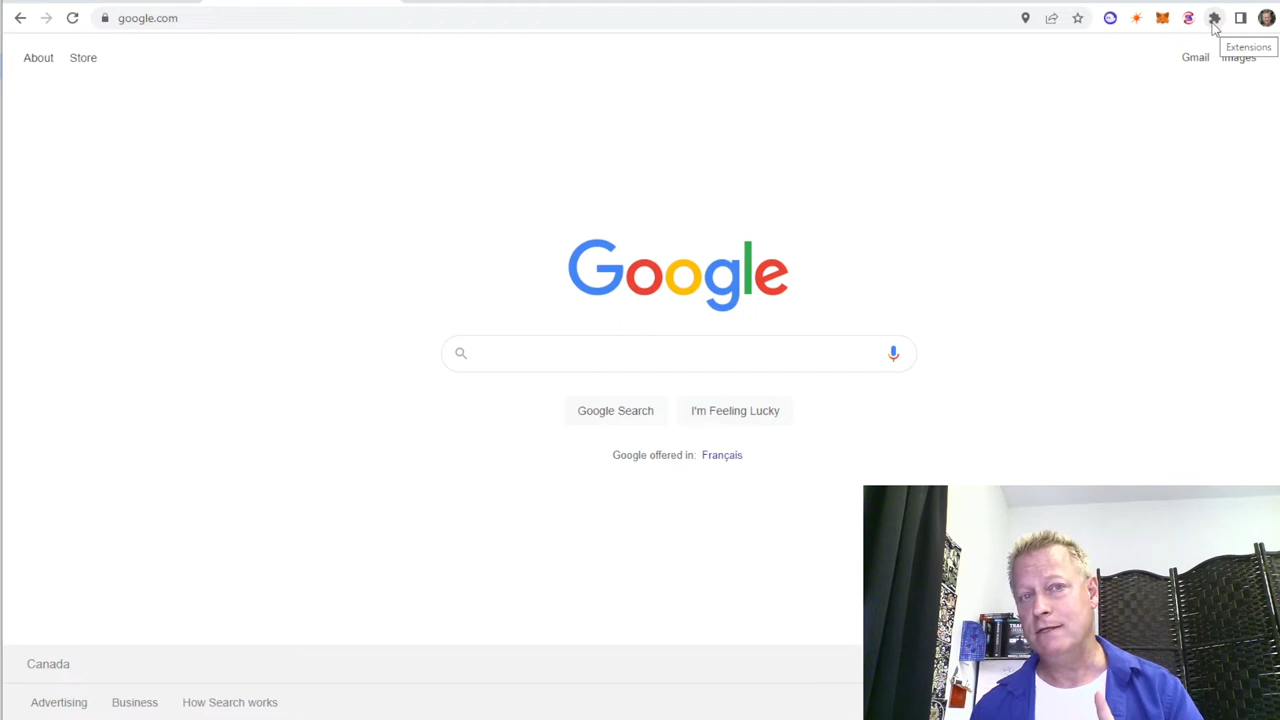 google.com
Extensions
About
Store
Gmail
Images
Google
Google Search
I'm Feeling Lucky
Google offered in: Français
Canada
Advertising
Business
How Search works